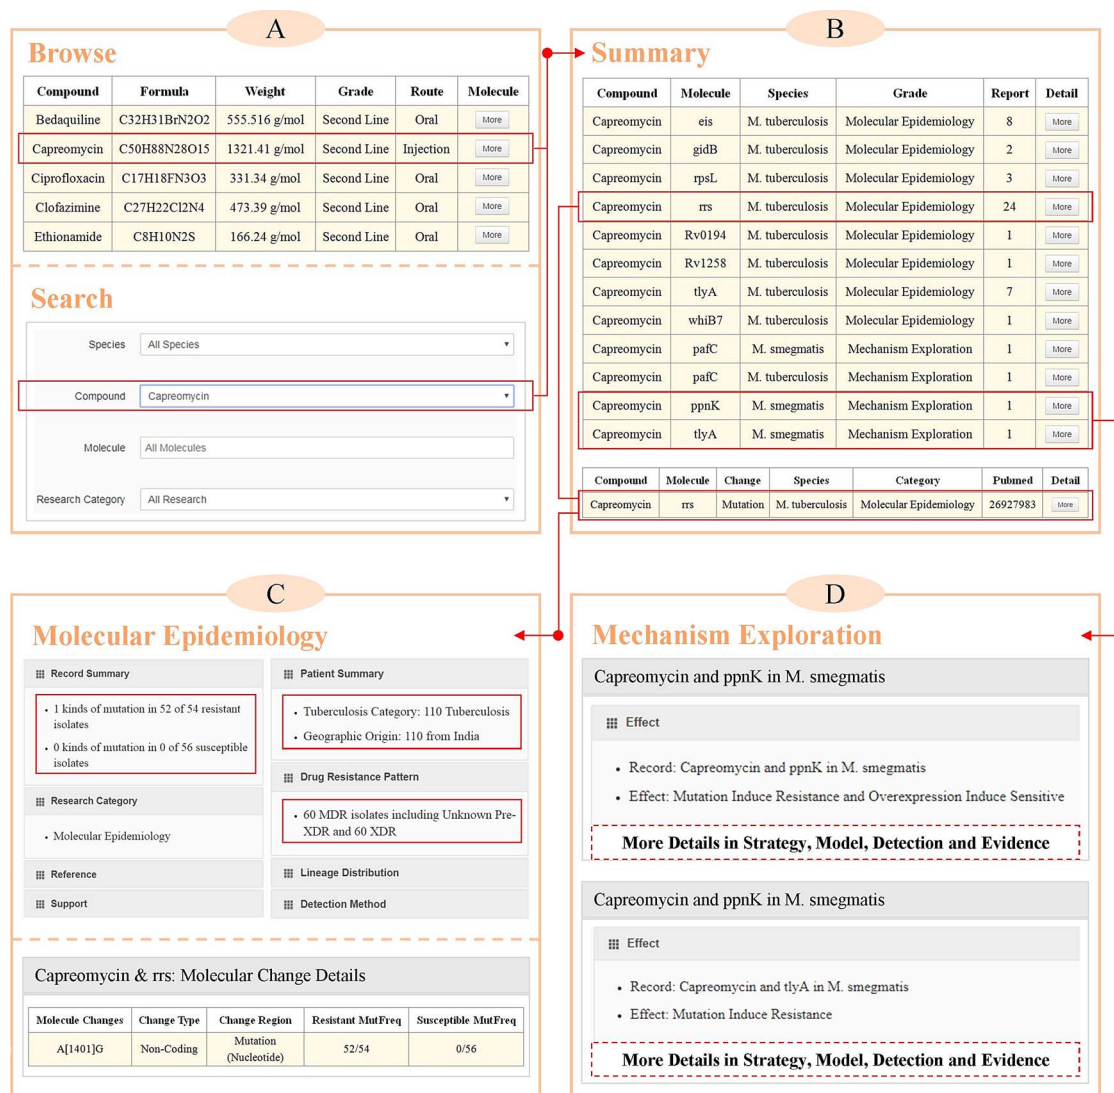 A
Browse
Compound Formula Weight Grade Route Molecule
Bedaquiline C32H31BrN2O2 555.516 g/mol Second Line Oral More
Capreomycin C50H88N28O15 1321.41 g/mol Second Line Injection More
Ciprofloxacin C17H18FN3O3 331.34 g/mol Second Line Oral More
Clofazimine C27H22Cl2N4 473.39 g/mol Second Line Oral More
Ethionamide C8H10N2S 166.24 g/mol Second Line Oral More
Search
Species All Species
Compound Capreomycin
Molecule All Molecules
Research Category All Research
B
Summary
Compound Molecule Species Grade Report Detail
Capreomycin eis M. tuberculosis Molecular Epidemiology 8 More
Capreomycin gidB M. tuberculosis Molecular Epidemiology 2 More
Capreomycin rpsL M. tuberculosis Molecular Epidemiology 3 More
Capreomycin rrs M. tuberculosis Molecular Epidemiology 24 More
Capreomycin Rv0194 M. tuberculosis Molecular Epidemiology 1 More
Capreomycin Rv1258 M. tuberculosis Molecular Epidemiology 1 More
Capreomycin tlyA M. tuberculosis Molecular Epidemiology 7 More
Capreomycin whiB7 M. tuberculosis Molecular Epidemiology 1 More
Capreomycin pafC M. smegmatis Mechanism Exploration 1 More
Capreomycin pafC M. tuberculosis Mechanism Exploration 1 More
Capreomycin ppnK M. smegmatis Mechanism Exploration 1 More
Capreomycin tlyA M. smegmatis Mechanism Exploration 1 More
Compound Molecule Change Species Category Pubmed Detail
Capreomycin rrs Mutation M. tuberculosis Molecular Epidemiology 26927983 More
C
Molecular Epidemiology
Record Summary
• 1 kinds of mutation in 52 of 54 resistant
isolates
• 0 kinds of mutation in 0 of 56 susceptible
isolates
Research Category
• Molecular Epidemiology
Reference
Support
Patient Summary
• Tuberculosis Category: 110 Tuberculosis
• Geographic Origin: 110 from India
Drug Resistance Pattern
• 60 MDR isolates including Unknown Pre-
XDR and 60 XDR
Lineage Distribution
Detection Method
Capreomycin & rrs: Molecular Change Details
Molecule Changes Change Type Change Region Resistant MutFreq Susceptible MutFreq
A[1401]G Non-Coding Mutation (Nucleotide) 52/54 0/56
D
Mechanism Exploration
Capreomycin and ppnK in M. smegmatis
Effect
• Record: Capreomycin and ppnK in M. smegmatis
• Effect: Mutation Induce Resistance and Overexpression Induce Sensitive
More Details in Strategy, Model, Detection and Evidence
Capreomycin and ppnK in M. smegmatis
Effect
• Record: Capreomycin and tlyA in M. smegmatis
• Effect: Mutation Induce Resistance
More Details in Strategy, Model, Detection and Evidence